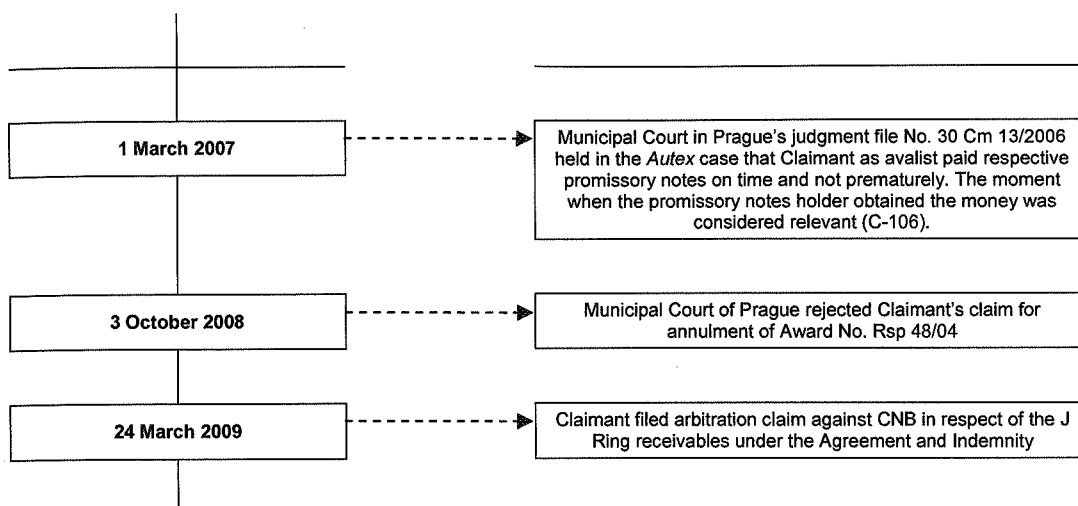 1 March 2007
Municipal Court in Prague's judgment file No. 30 Cm 13/2006
held in the Autex case that Claimant as avalist paid respective
promissory notes on time and not prematurely. The moment
when the promissory notes holder obtained the money was
considered relevant (C-106).
3 October 2008
Municipal Court of Prague rejected Claimant's claim for
annulment of Award No. Rsp 48/04
24 March 2009
Claimant filed arbitration claim against CNB in respect of the J
Ring receivables under the Agreement and Indemnity